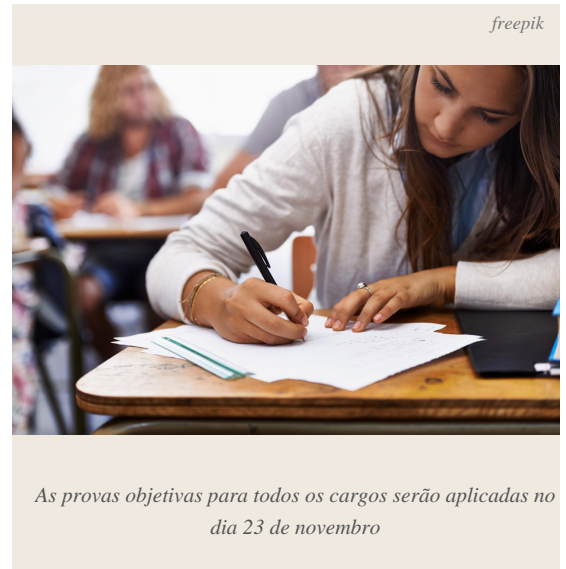 freepik
As provas objetivas para todos os cargos serão aplicadas no
dia 23 de novembro